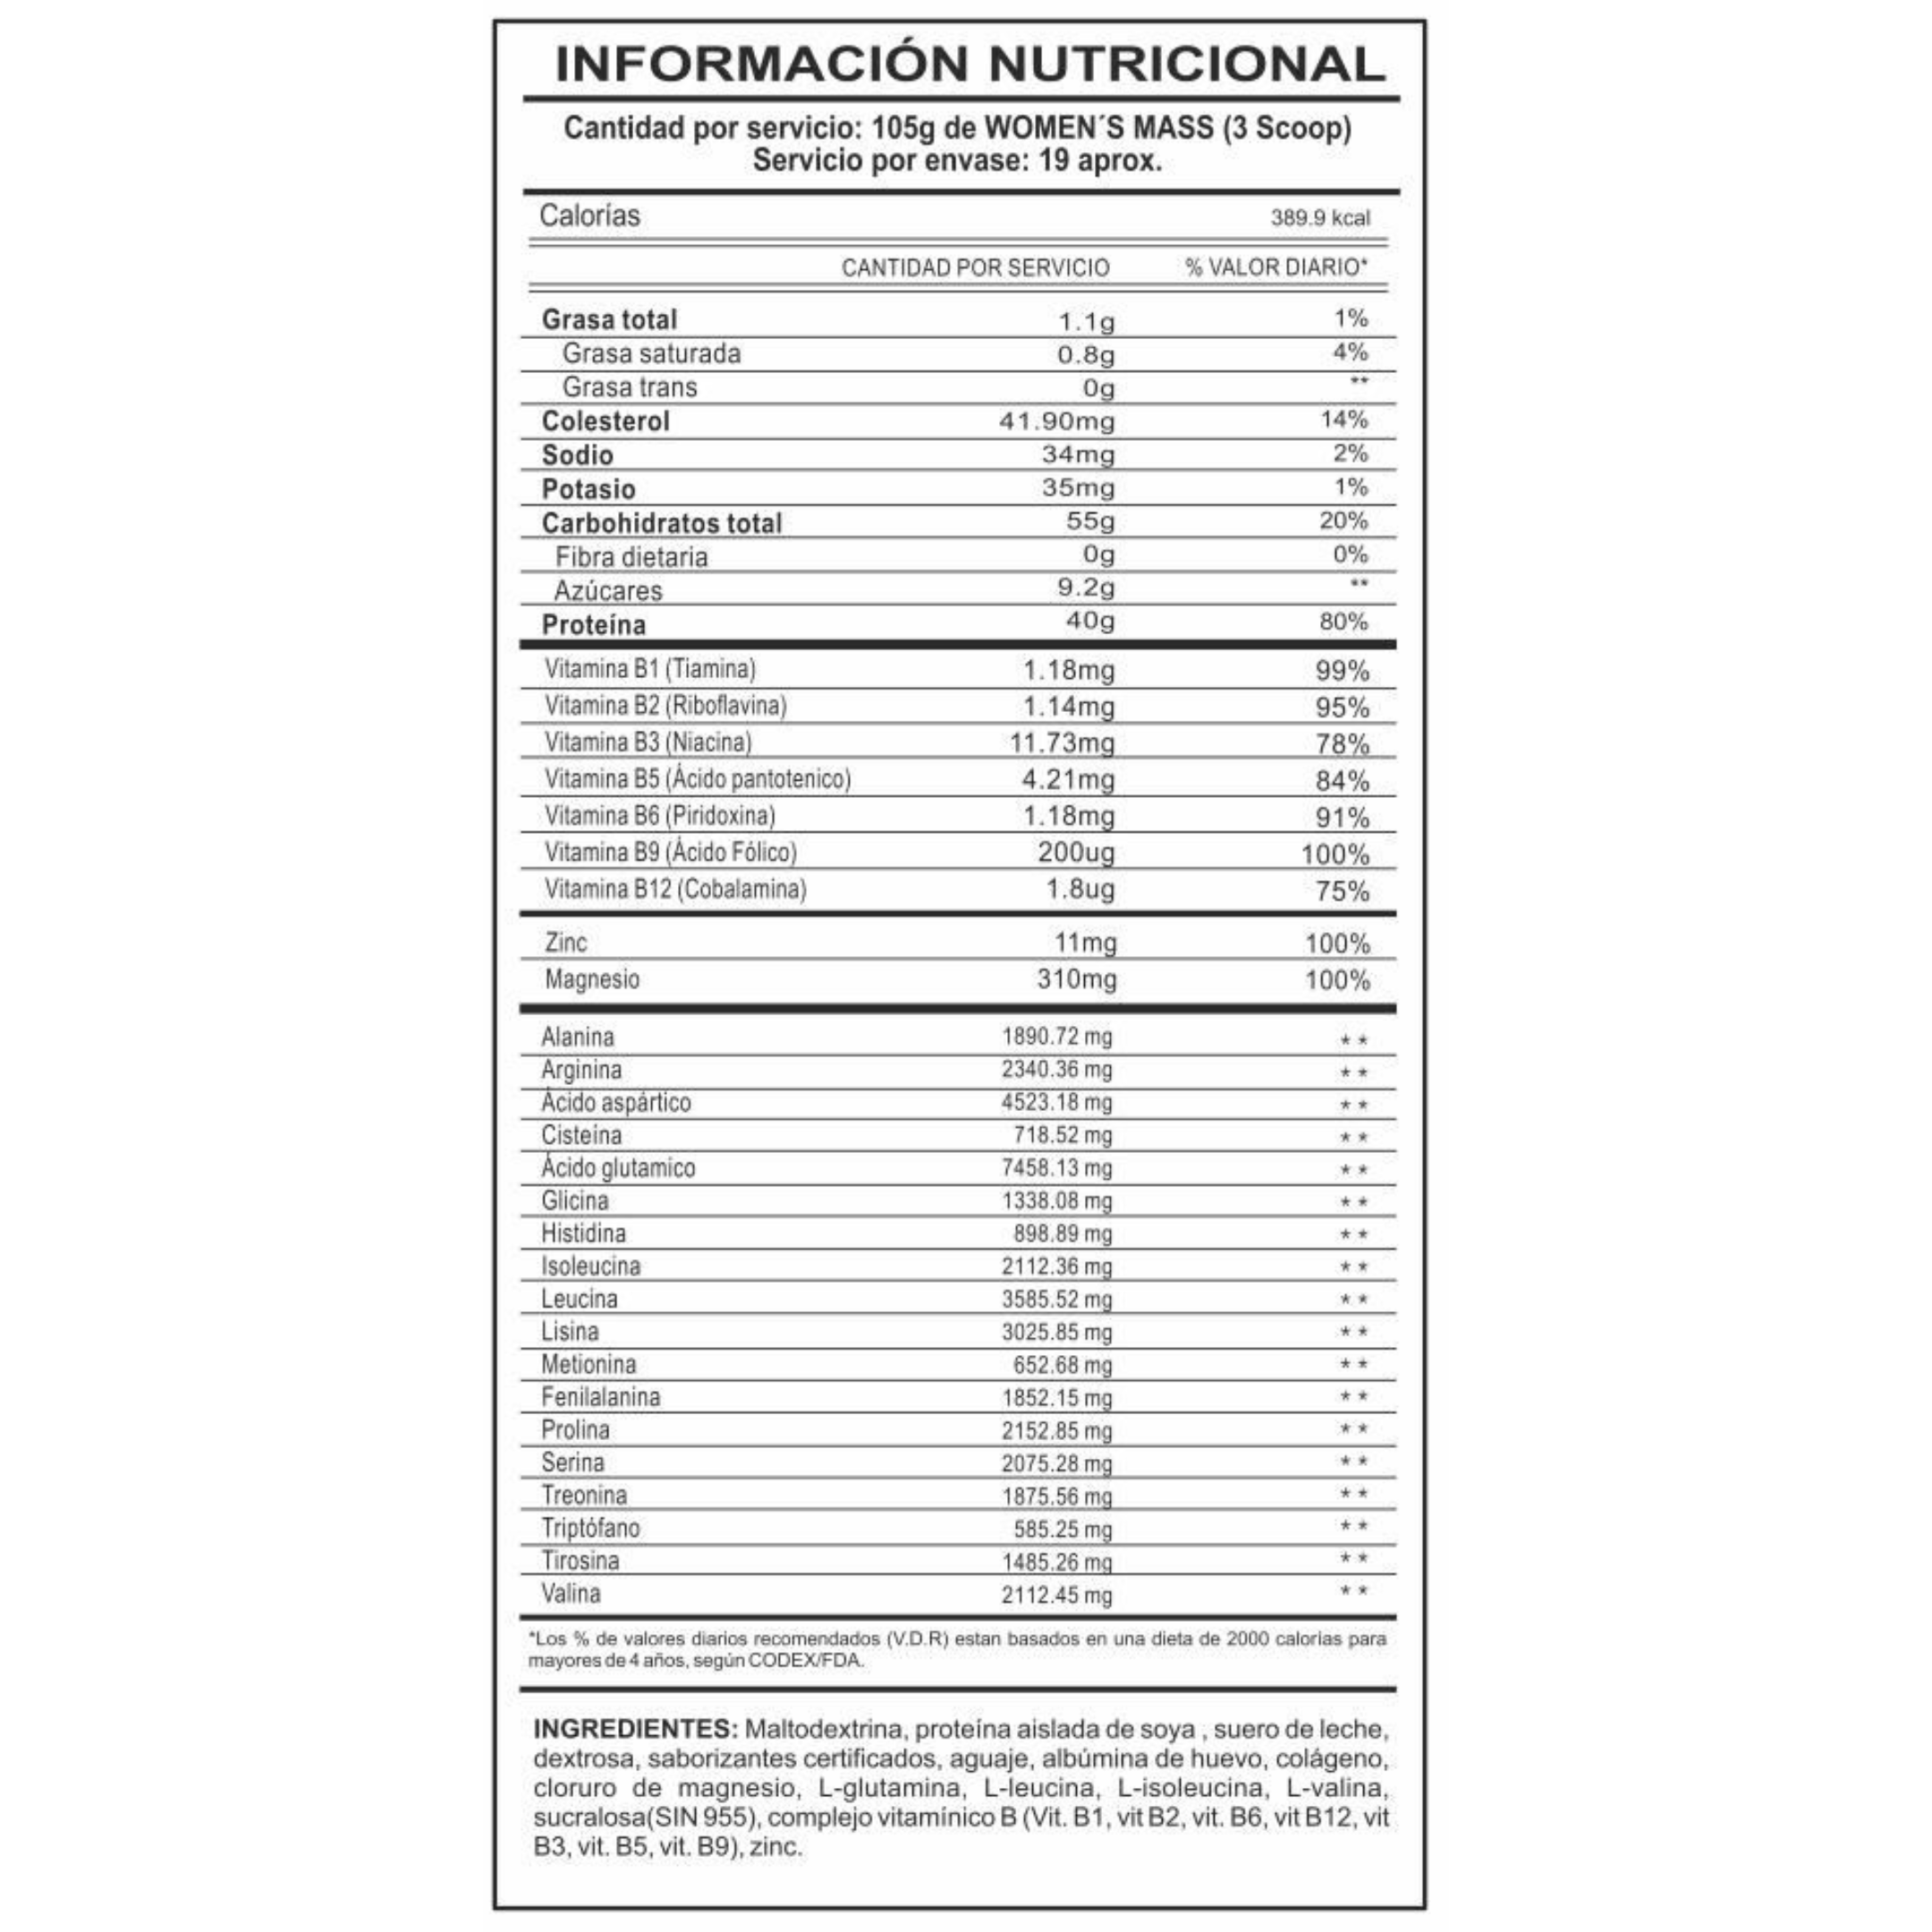 INFORMACIÓN NUTRICIONAL
Cantidad por servicio: 105g de WOMEN´S MASS (3 Scoop)
Servicio por envase: 19 aprox.
Calorías 389.9 kcal
CANTIDAD POR SERVICIO % VALOR DIARIO*
Grasa total 1.1g 1%
Grasa saturada 0.8g 4%
Grasa trans 0g **
Colesterol 41.90mg 14%
Sodio 34mg 2%
Potasio 35mg 1%
Carbohidratos total 55g 20%
Fibra dietaria 0g 0%
Azúcares 9.2g **
Proteína 40g 80%
Vitamina B1 (Tiamina) 1.18mg 99%
Vitamina B2 (Riboflavina) 1.14mg 95%
Vitamina B3 (Niacina) 11.73mg 78%
Vitamina B5 (Ácido pantotenico) 4.21mg 84%
Vitamina B6 (Piridoxina) 1.18mg 91%
Vitamina B9 (Ácido Fólico) 200ug 100%
Vitamina B12 (Cobalamina) 1.8ug 75%
Zinc 11mg 100%
Magnesio 310mg 100%
Alanina 1890.72 mg **
Arginina 2340.36 mg **
Ácido aspártico 4523.18 mg **
Cisteína 718.52 mg **
Ácido glutamico 7458.13 mg **
Glicina 1338.08 mg **
Histidina 898.89 mg **
Isoleucina 2112.36 mg **
Leucina 3585.52 mg **
Lisina 3025.85 mg **
Metionina 652.68 mg **
Fenilalanina 1852.15 mg **
Prolina 2152.85 mg **
Serina 2075.28 mg **
Treonina 1875.56 mg **
Triptófano 585.25 mg **
Tirosina 1485.26 mg **
Valina 2112.45 mg **
*Los % de valores diarios recomendados (V.D.R) estan basados en una dieta de 2000 calorias para
mayores de 4 años, según CODEX/FDA.
INGREDIENTES: Maltodextrina, proteína aislada de soya , suero de leche,
dextrosa, saborizantes certificados, aguaje, albúmina de huevo, colágeno,
cloruro de magnesio, L-glutamina, L-leucina, L-isoleucina, L-valina,
sucralosa(SIN 955), complejo vitamínico B (Vit. B1, vit B2, vit. B6, vit B12, vit
B3, vit. B5, vit. B9), zinc.